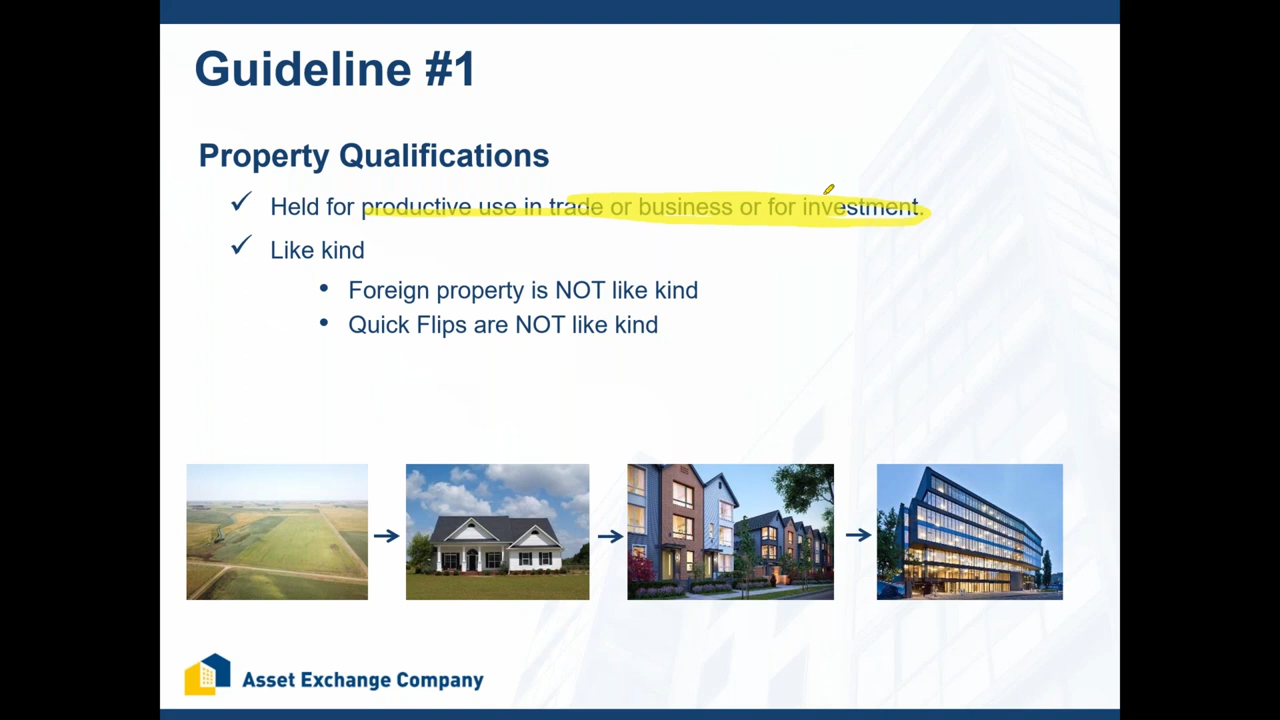 Guideline #1
Property Qualifications
Held for productive use in trade or business or for investment.
Like kind
Foreign property is NOT like kind
Quick Flips are NOT like kind
Asset Exchange Company